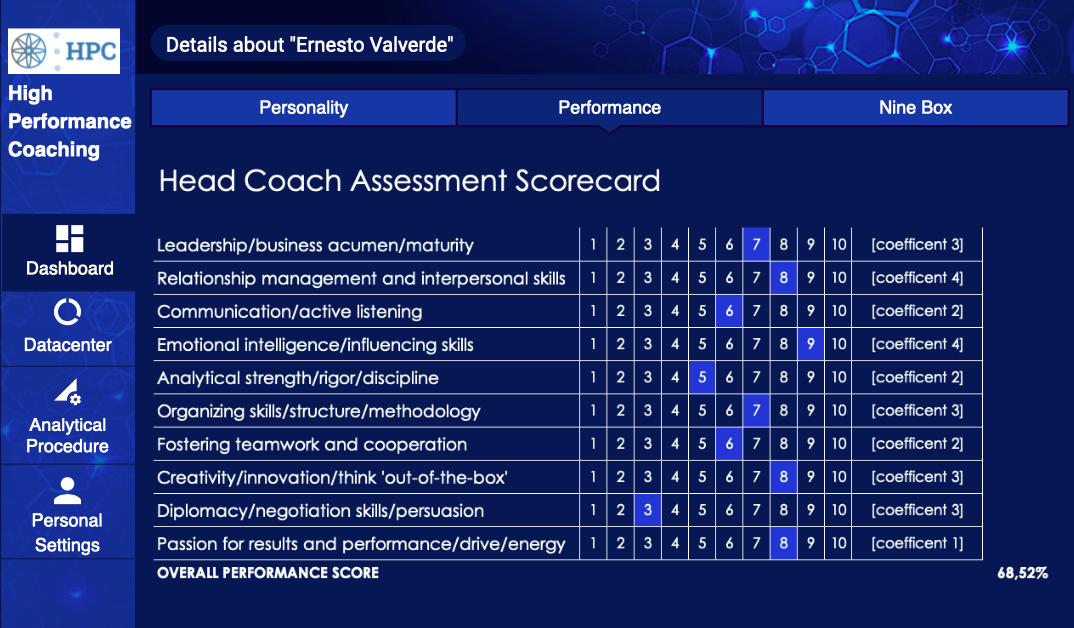 HPC
High
Performance
Coaching
Dashboard
Datacenter
Analytical
Procedure
Personal
Settings
Details about "Ernesto Valverde"
Personality Performance Nine Box
Head Coach Assessment Scorecard
Leadership/business acumen/maturity 1 2 3 4 5 6 7 8 9 10 [coefficent 3]
Relationship management and interpersonal skills 1 2 3 4 5 6 7 8 9 10 [coefficent 4]
Communication/active listening 1 2 3 4 5 6 7 8 9 10 [coefficent 2]
Emotional intelligence/influencing skills 1 2 3 4 5 6 7 8 9 10 [coefficent 4]
Analytical strength/rigor/discipline 1 2 3 4 5 6 7 8 9 10 [coefficent 2]
Organizing skills/structure/methodology 1 2 3 4 5 6 7 8 9 10 [coefficent 3]
Fostering teamwork and cooperation 1 2 3 4 5 6 7 8 9 10 [coefficent 2]
Creativity/innovation/think 'out-of-the-box' 1 2 3 4 5 6 7 8 9 10 [coefficent 3]
Diplomacy/negotiation skills/persuasion 1 2 3 4 5 6 7 8 9 10 [coefficent 3]
Passion for results and performance/drive/energy 1 2 3 4 5 6 7 8 9 10 [coefficent 1]
OVERALL PERFORMANCE SCORE 68,52%